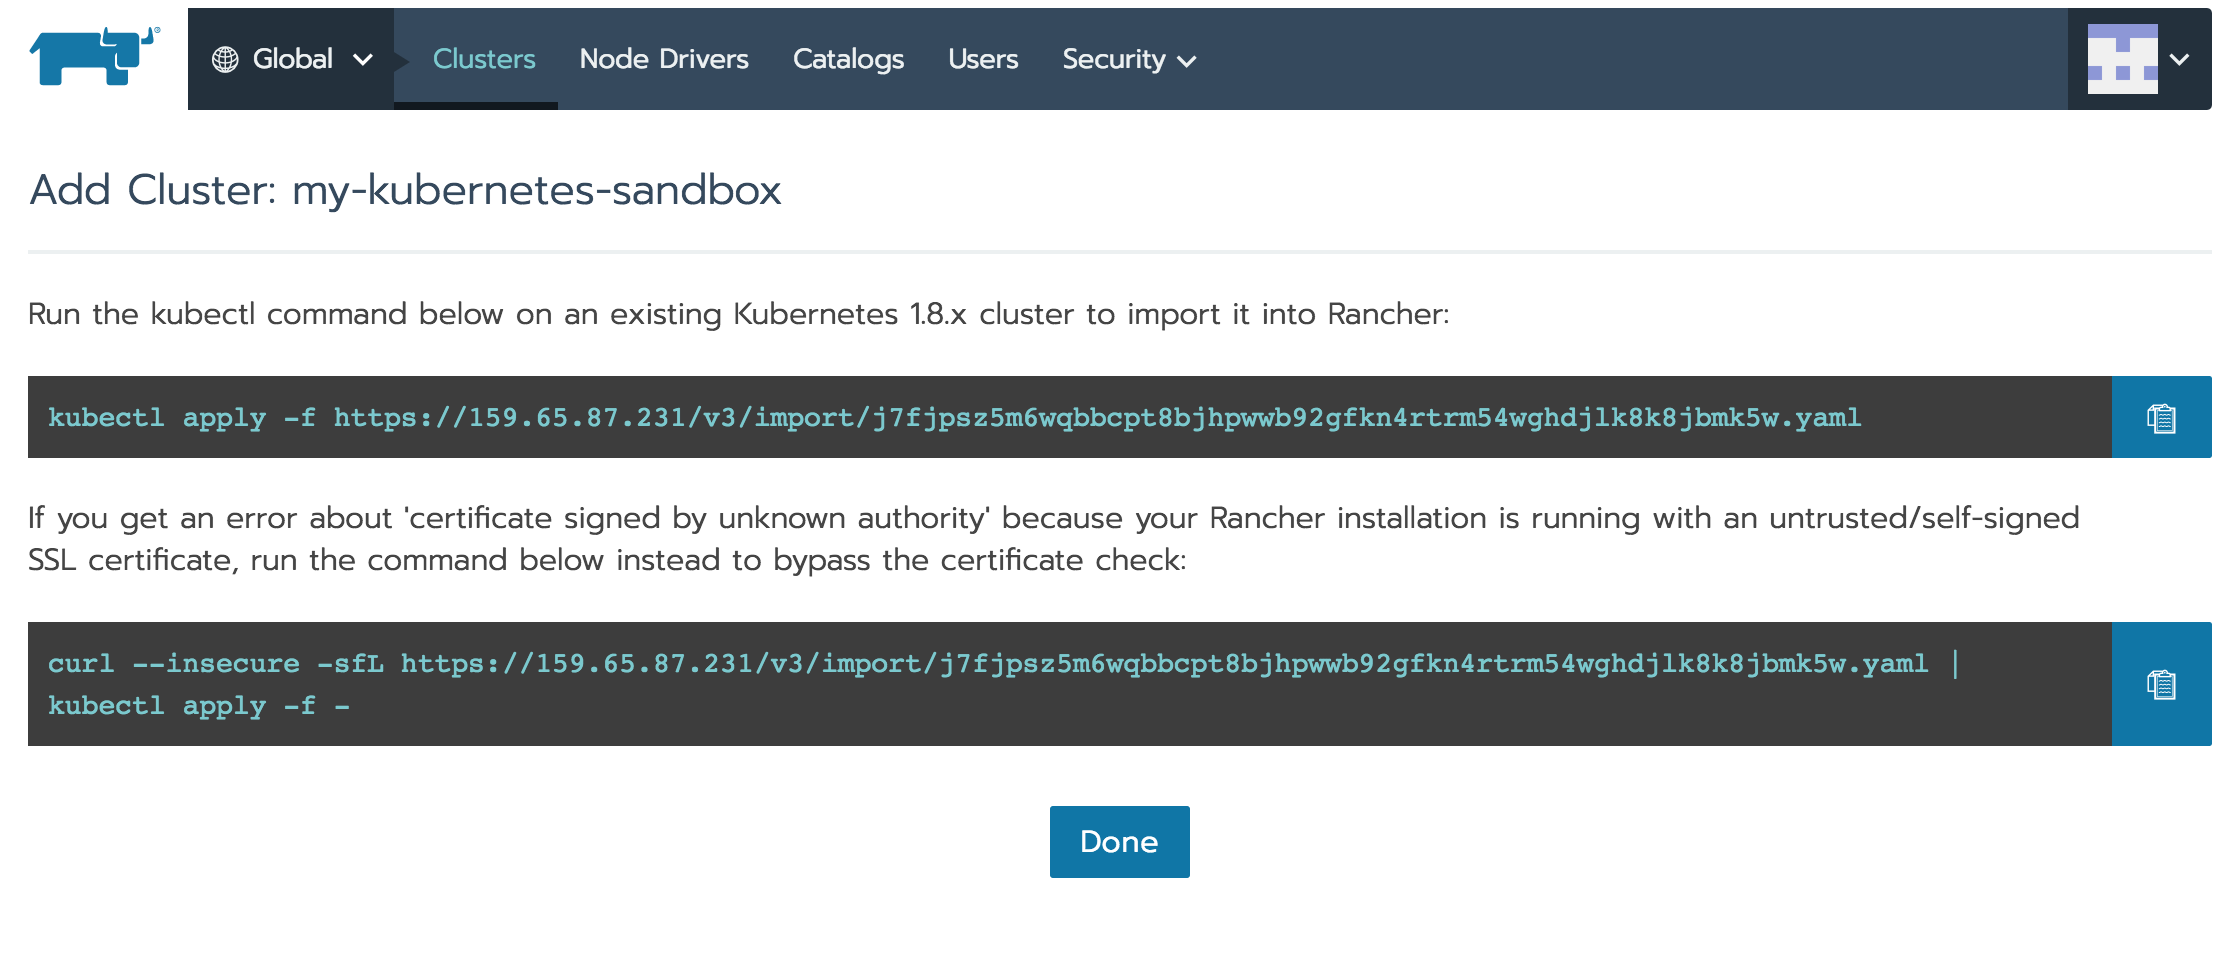 Global Clusters Node Drivers Catalogs Users Security
Add Cluster: my-kubernetes-sandbox
Run the kubectl command below on an existing Kubernetes 1.8.x cluster to import it into Rancher:
kubectl apply -f https://159.65.87.231/v3/import/j7fjpsz5m6wqbbcpt8bjhpwwb92gfkn4rtrm54wghdjlk8k8jbmk5w.yaml
If you get an error about 'certificate signed by unknown authority' because your Rancher installation is running with an untrusted/self-signed
SSL certificate, run the command below instead to bypass the certificate check:
curl --insecure -sfL https://159.65.87.231/v3/import/j7fjpsz5m6wqbbcpt8bjhpwwb92gfkn4rtrm54wghdjlk8k8jbmk5w.yaml |
kubectl apply -f -
Done